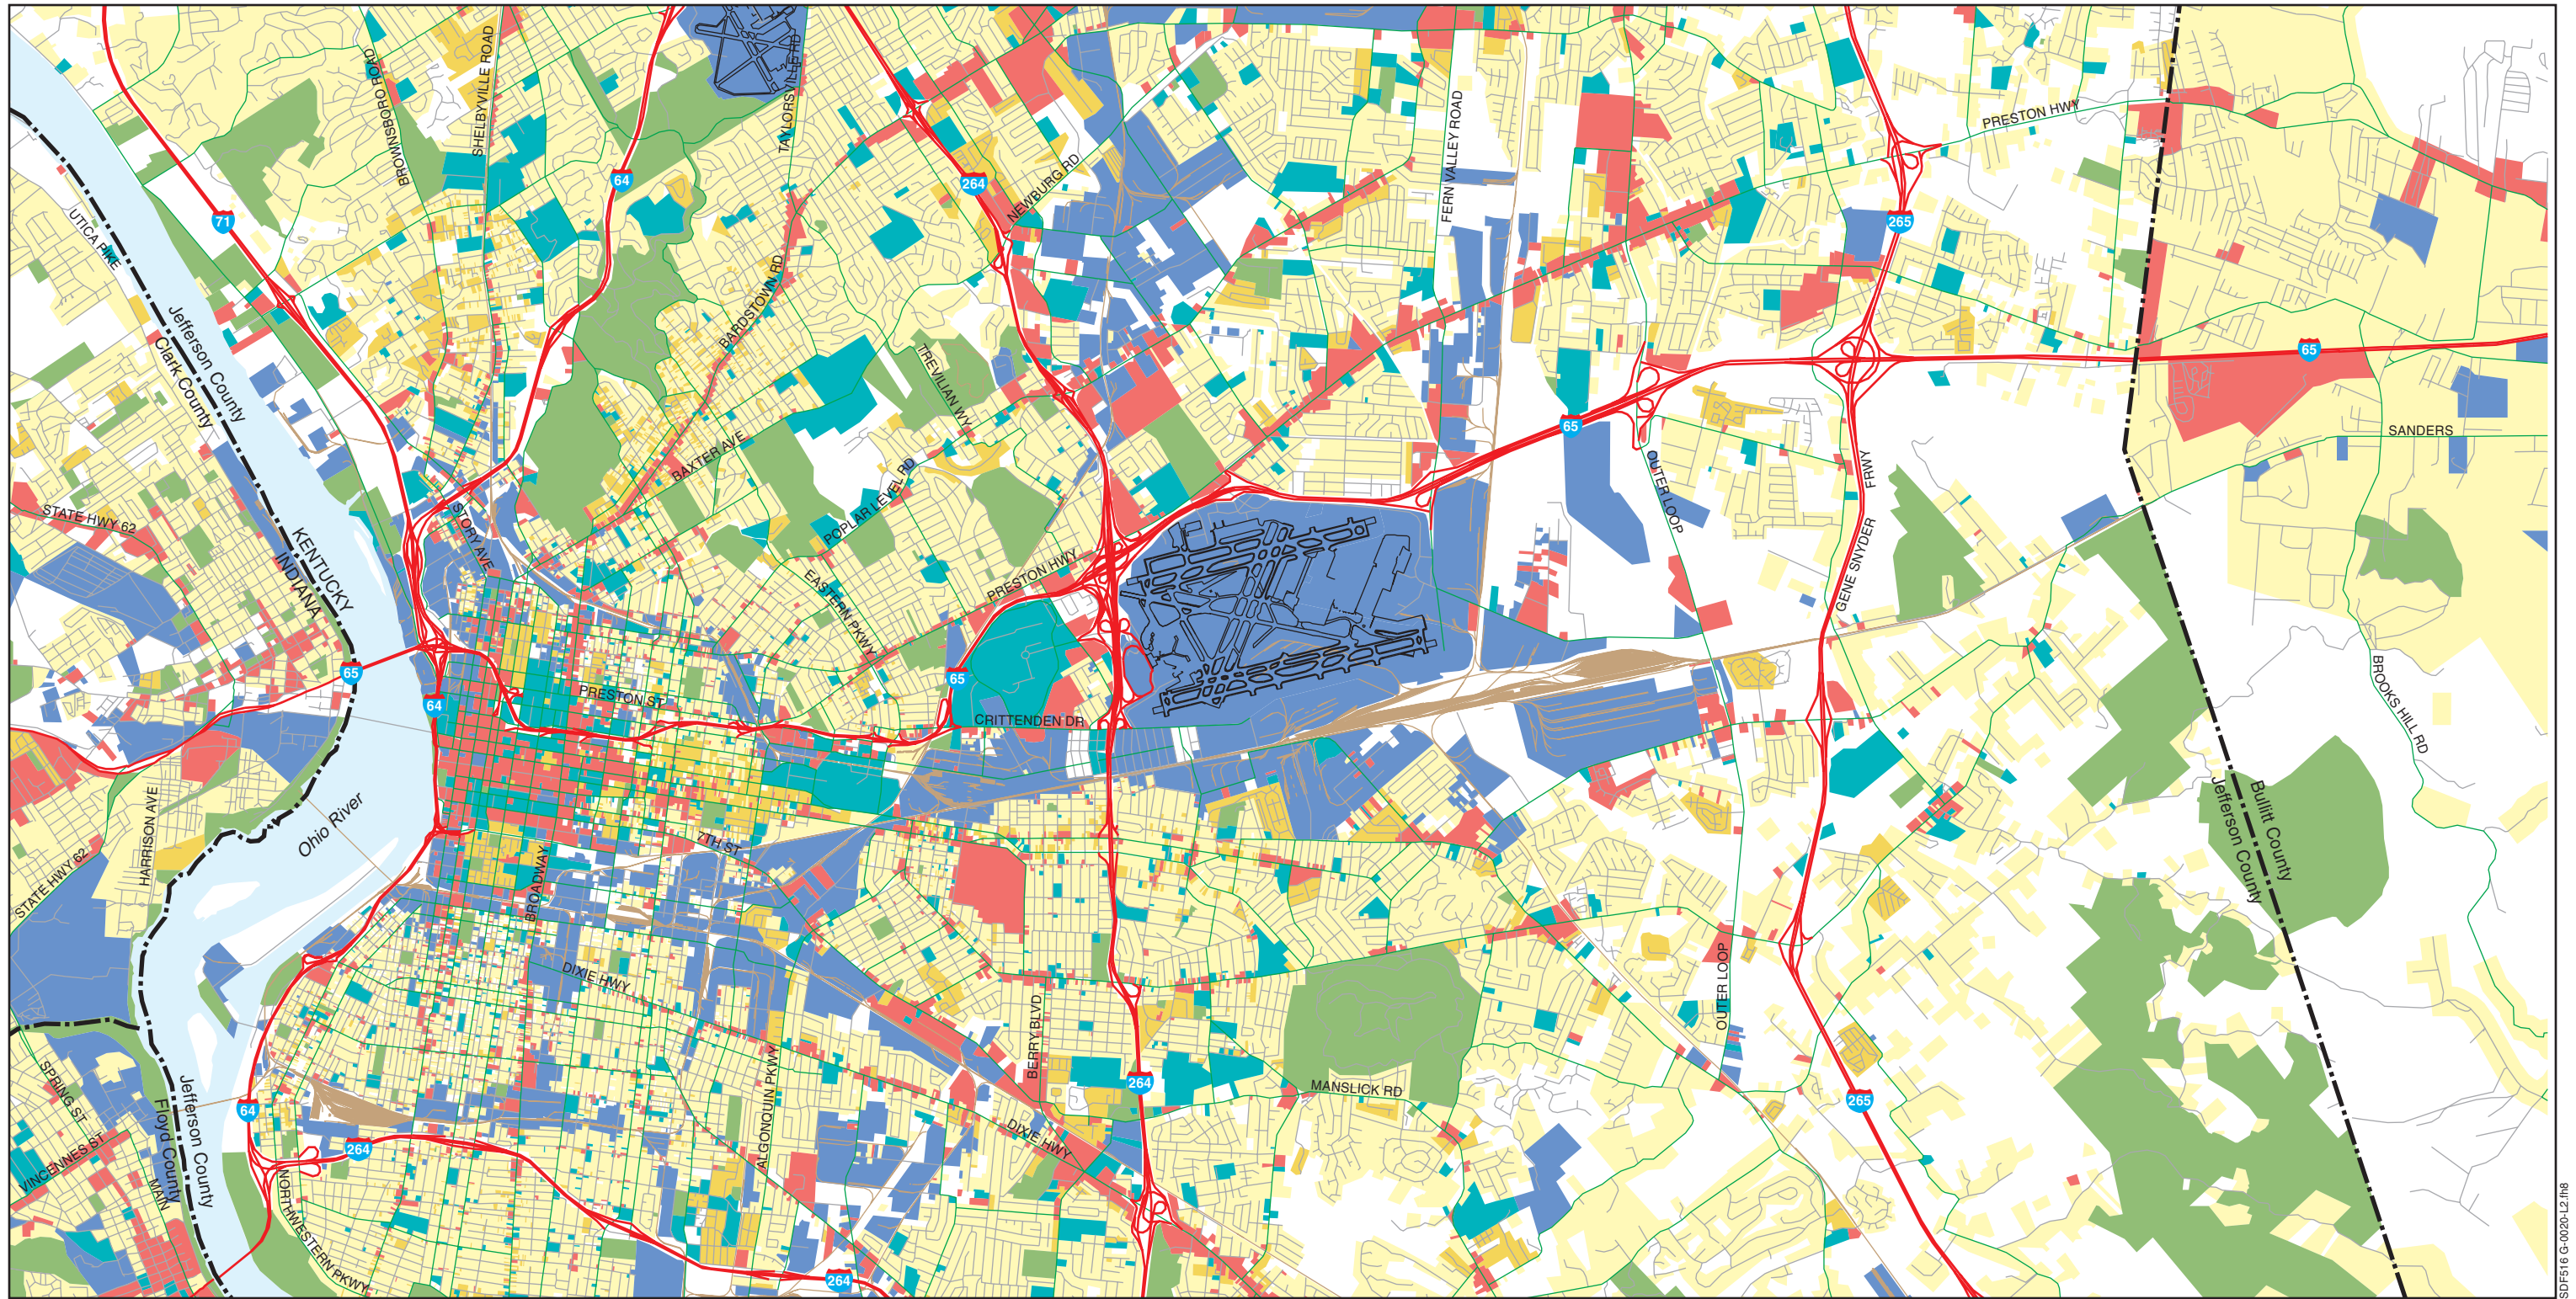 BROWNSBORO ROAD
SHELBYVILLE ROAD
TAYLORSVILLE RD
64
71
264
NEWBURG RD
FERN VALLEY ROAD
PRESTON HWY
265
UTICA PIKE
Jefferson County
Clark County
BARDSTOWN RD
TREVILIAN WY
BAXTER AVE
POPLAR LEVEL RD
65
65
SANDERS
OUTER LOOP
GENE SNYDER
FRWY
STATE HWY 62
KENTUCKY
INDIANA
STORY AVE
EASTERN PKWY
PRESTON HWY
65
65
64
PRESTON ST
CRITTENDEN DR
BROOKS HILL RD
Bullitt County
Jefferson County
HARRISON AVE
STATE HWY 62
Ohio River
7TH ST
BROADWAY
DIXIE HWY
ALGONQUIN PKWY
BERRY BLVD
264
MANSLICK RD
OUTER LOOP
265
SPRING ST
VINCENNES ST
MAIN
Floyd County
Jefferson County
64
264
NORTHWESTERN PKWY
DIXIE HWY
264
SDF516 G-0020-L2.fh8